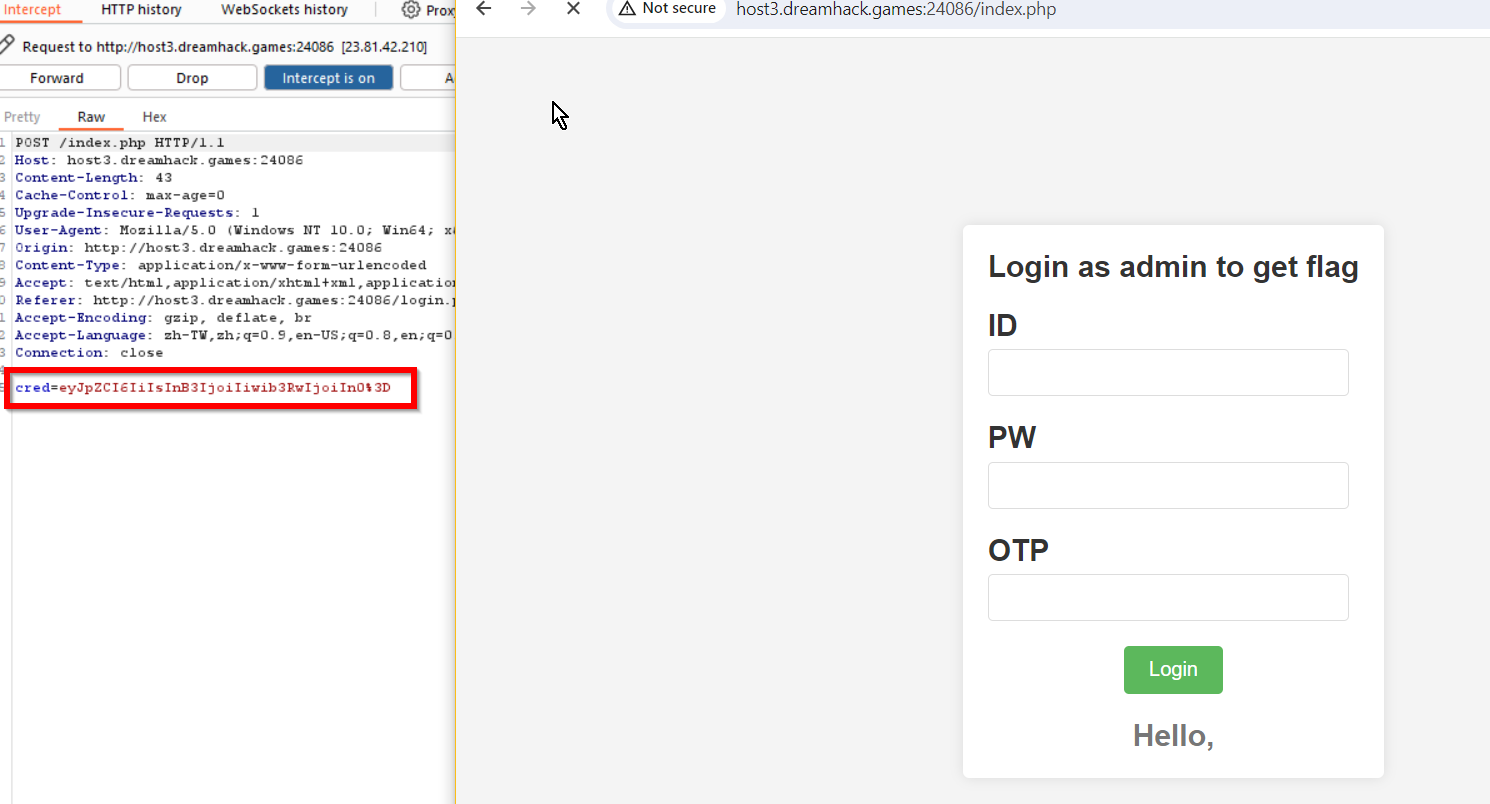 Intercept HTTP history WebSockets history
Request to http://host3.dreamhack.games:24086 [23.81.42.210]
Forward Drop Intercept is on A
Pretty Raw Hex
1 POST /index.php HTTP/1.1
2 Host: host3.dreamhack.games:24086
3 Content-Length: 43
4 Cache-Control: max-age=0
5 Upgrade-Insecure-Requests: 1
6 User-Agent: Mozilla/5.0 (Windows NT 10.0; Win64;
7 Origin: http://host3.dreamhack.games:24086
8 Content-Type: application/x-www-form-urlencoded
9 Accept: text/html,application/xhtml+xml,application
0 Referer: http://host3.dreamhack.games:24086/login.
1 Accept-Encoding: gzip, deflate, br
2 Accept-Language: zh-TW,zh;q=0.9,en-US;q=0.8,en;q=0
3 Connection: close
cred=eyJpZCI6IiIsInB3IjoiIiwib3RwIjoiIn0%3D
Not secure host3.dreamhack.games:24086/index.php
Login as admin to get flag
ID
PW
OTP
Login
Hello,